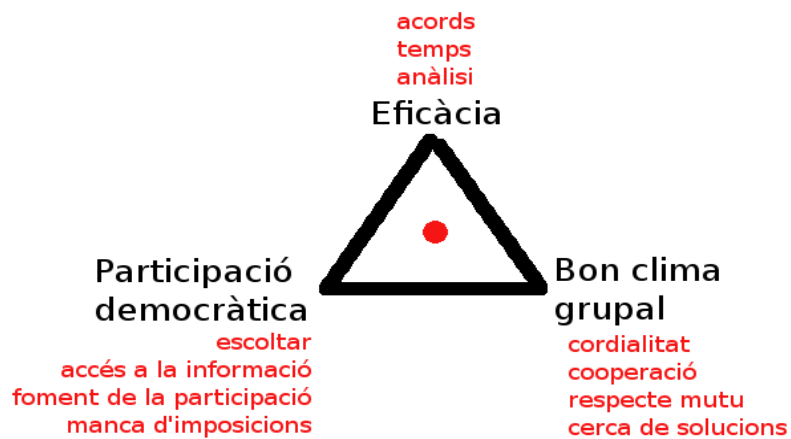 acords
temps
anàlisi
Eficàcia
Participació
democràtica
escoltar
accés a la informació
foment de la participació
manca d'imposicions
Bon clima
grupal
cordialitat
cooperació
respecte mutu
cerca de solucions